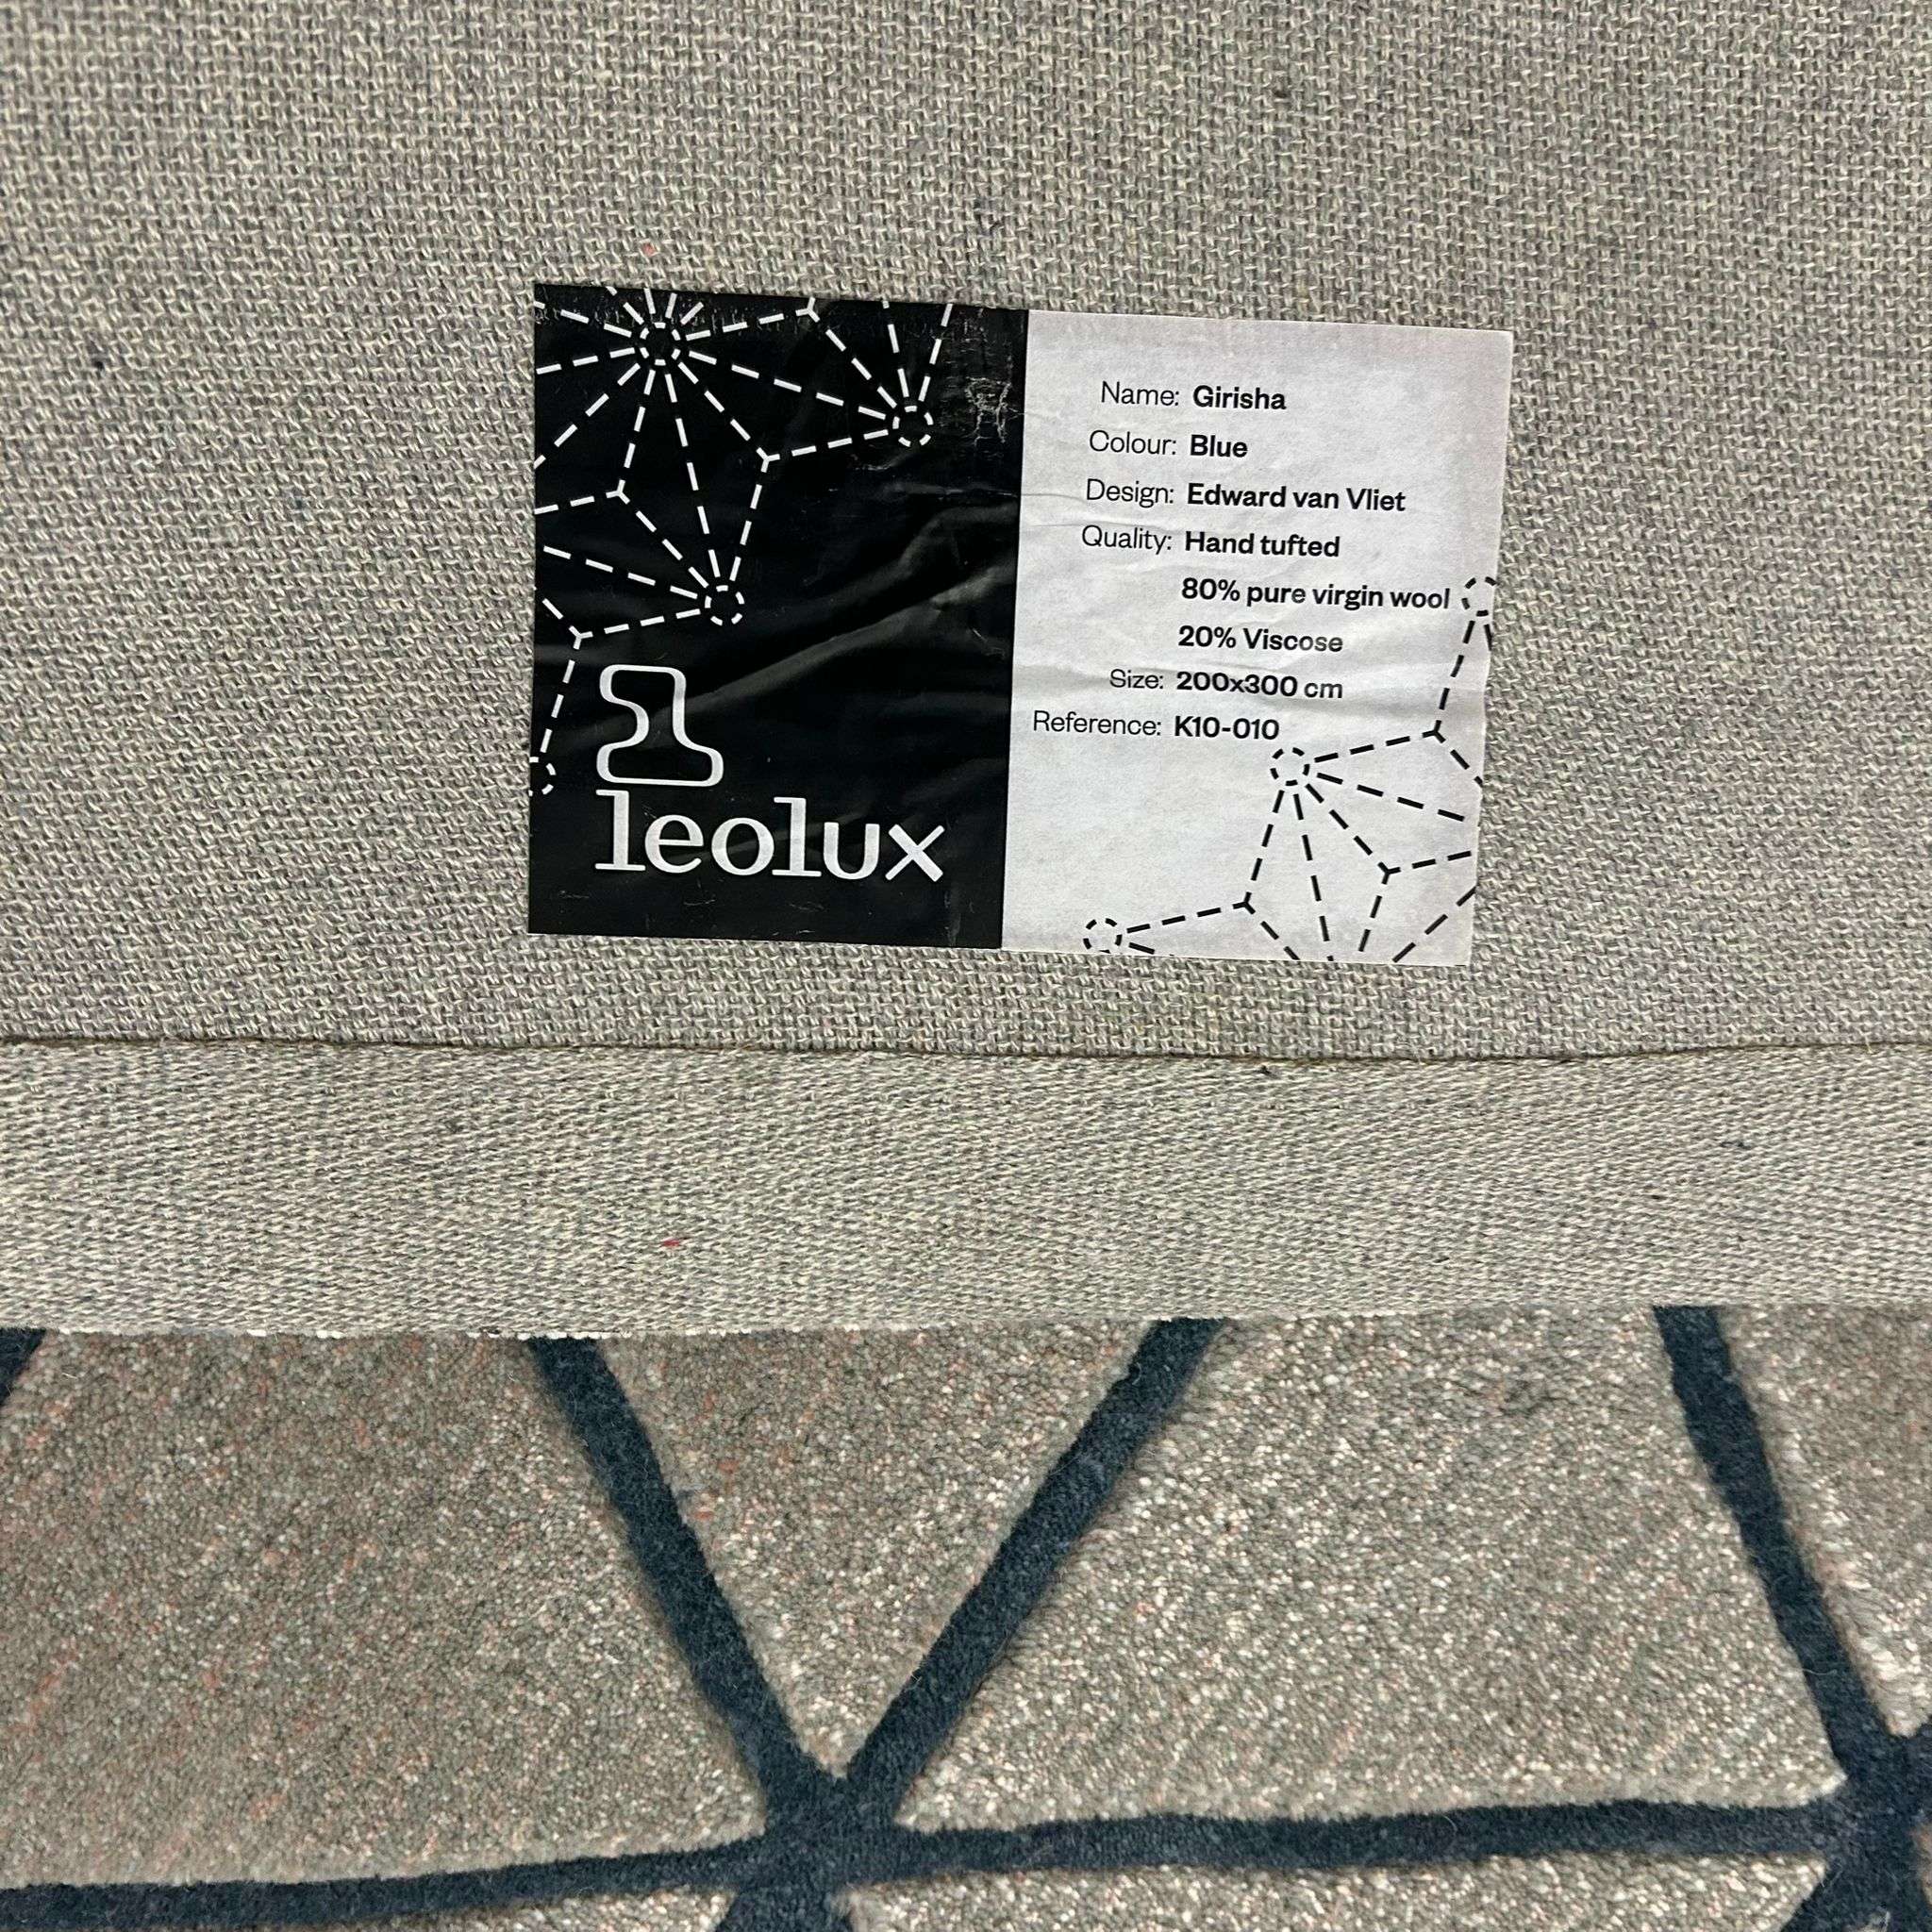 leolux
Name: Girisha
Colour: Blue
Design: Edward van Vliet
Quality: Hand tufted
80% pure virgin wool
20% Viscose
Size: 200x300 cm
Reference: K10-010